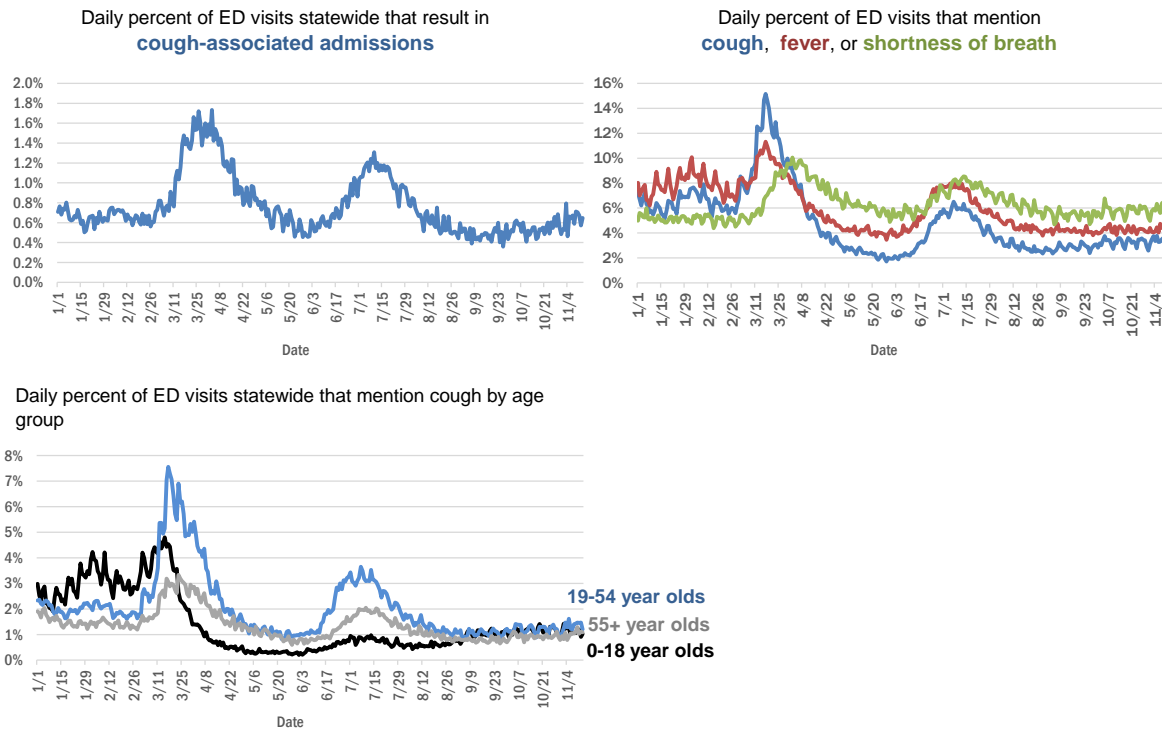 Daily percent of ED visits statewide that result in
cough-associated admissions
2.0%
1.8%
1.6%
1.4%
1.2%
1.0%
0.8%
0.6%
0.4%
0.2%
0.0%
1/1 1/15 1/29 2/12 2/26 3/11 3/25 4/8 4/22 5/6 5/20 6/3 6/17 7/1 7/15 7/29 8/12 8/26 9/9 9/23 10/7 10/21 11/4
Date
Daily percent of ED visits that mention
cough, fever, or shortness of breath
16%
14%
12%
10%
8%
6%
4%
2%
0%
1/1 1/15 1/29 2/12 2/26 3/11 3/25 4/8 4/22 5/6 5/20 6/3 6/17 7/1 7/15 7/29 8/12 8/26 9/9 9/23 10/7 10/21 11/4
Date
Daily percent of ED visits statewide that mention cough by age
group
8%
7%
6%
5%
4%
3%
2%
1%
0%
1/1 1/15 1/29 2/12 2/26 3/11 3/25 4/8 4/22 5/6 5/20 6/3 6/17 7/1 7/15 7/29 8/12 8/26 9/9 9/23 10/7 10/21 11/4
Date
19-54 year olds
55+ year olds
0-18 year olds